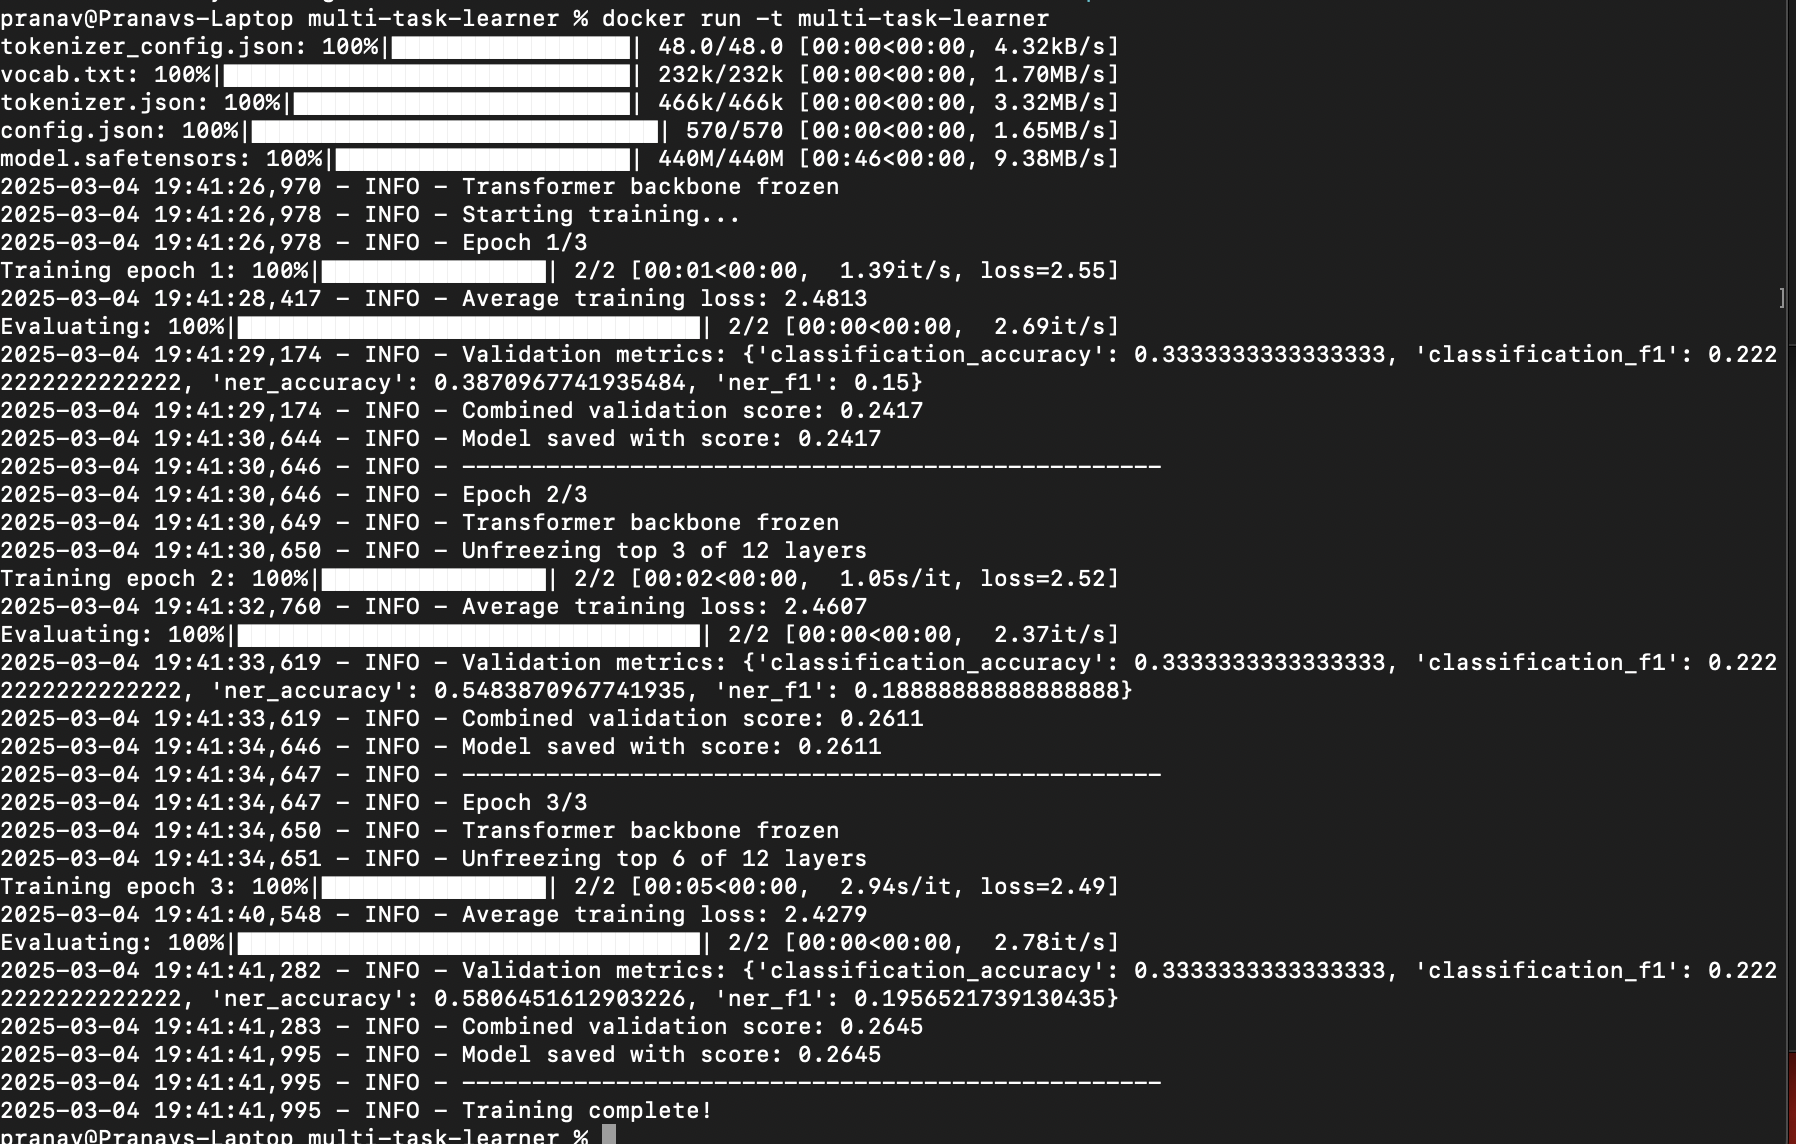 pranav@Pranavs-Laptop multi-task-learner % docker run -t multi-task-learner
tokenizer_config.json: 100%|██████████| 48.0/48.0 [00:00<00:00, 4.32kB/s]
vocab.txt: 100%|██████████| 232k/232k [00:00<00:00, 1.70MB/s]
tokenizer.json: 100%|██████████| 466k/466k [00:00<00:00, 3.32MB/s]
config.json: 100%|██████████| 570/570 [00:00<00:00, 1.65MB/s]
model.safetensors: 100%|██████████| 440M/440M [00:46<00:00, 9.38MB/s]
2025-03-04 19:41:26,970 - INFO - Transformer backbone frozen
2025-03-04 19:41:26,978 - INFO - Starting training...
2025-03-04 19:41:26,978 - INFO - Epoch 1/3
Training epoch 1: 100%|██████████| 2/2 [00:01<00:00,  1.39it/s, loss=2.55]
2025-03-04 19:41:28,417 - INFO - Average training loss: 2.4813 ]
Evaluating: 100%|██████████| 2/2 [00:00<00:00,  2.69it/s]
2025-03-04 19:41:29,174 - INFO - Validation metrics: {'classification_accuracy': 0.3333333333333333, 'classification_f1': 0.222
2222222222222, 'ner_accuracy': 0.3870967741935484, 'ner_f1': 0.15}
2025-03-04 19:41:29,174 - INFO - Combined validation score: 0.2417
2025-03-04 19:41:30,644 - INFO - Model saved with score: 0.2417
2025-03-04 19:41:30,646 - INFO - --------------------------------------------------
2025-03-04 19:41:30,646 - INFO - Epoch 2/3
2025-03-04 19:41:30,649 - INFO - Transformer backbone frozen
2025-03-04 19:41:30,650 - INFO - Unfreezing top 3 of 12 layers
Training epoch 2: 100%|██████████| 2/2 [00:02<00:00,  1.05s/it, loss=2.52]
2025-03-04 19:41:32,760 - INFO - Average training loss: 2.4607
Evaluating: 100%|██████████| 2/2 [00:00<00:00,  2.37it/s]
2025-03-04 19:41:33,619 - INFO - Validation metrics: {'classification_accuracy': 0.3333333333333333, 'classification_f1': 0.222
2222222222222, 'ner_accuracy': 0.5483870967741935, 'ner_f1': 0.18888888888888888}
2025-03-04 19:41:33,619 - INFO - Combined validation score: 0.2611
2025-03-04 19:41:34,646 - INFO - Model saved with score: 0.2611
2025-03-04 19:41:34,647 - INFO - --------------------------------------------------
2025-03-04 19:41:34,647 - INFO - Epoch 3/3
2025-03-04 19:41:34,650 - INFO - Transformer backbone frozen
2025-03-04 19:41:34,651 - INFO - Unfreezing top 6 of 12 layers
Training epoch 3: 100%|██████████| 2/2 [00:05<00:00,  2.94s/it, loss=2.49]
2025-03-04 19:41:40,548 - INFO - Average training loss: 2.4279
Evaluating: 100%|██████████| 2/2 [00:00<00:00,  2.78it/s]
2025-03-04 19:41:41,282 - INFO - Validation metrics: {'classification_accuracy': 0.3333333333333333, 'classification_f1': 0.222
2222222222222, 'ner_accuracy': 0.5806451612903226, 'ner_f1': 0.1956521739130435}
2025-03-04 19:41:41,283 - INFO - Combined validation score: 0.2645
2025-03-04 19:41:41,995 - INFO - Model saved with score: 0.2645
2025-03-04 19:41:41,995 - INFO - --------------------------------------------------
2025-03-04 19:41:41,995 - INFO - Training complete!
pranav@Pranavs-Laptop multi-task-learner %